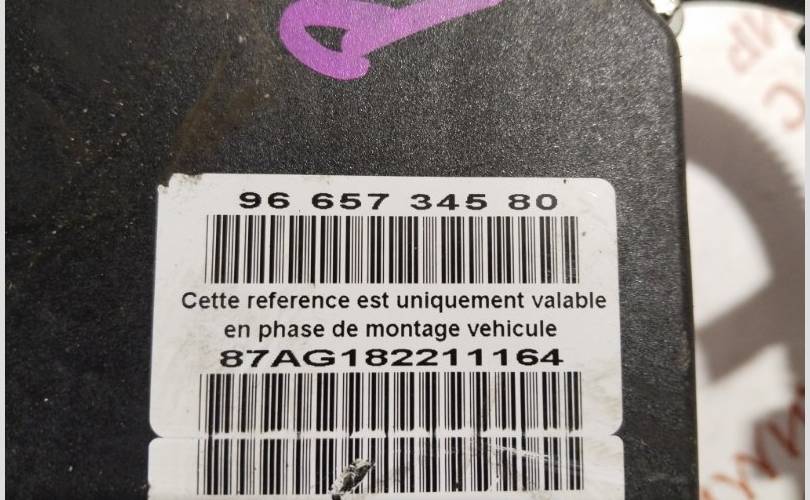 96 657 345 80
Cette reference est uniquement valable
en phase de montage vehicule
87AG182211164